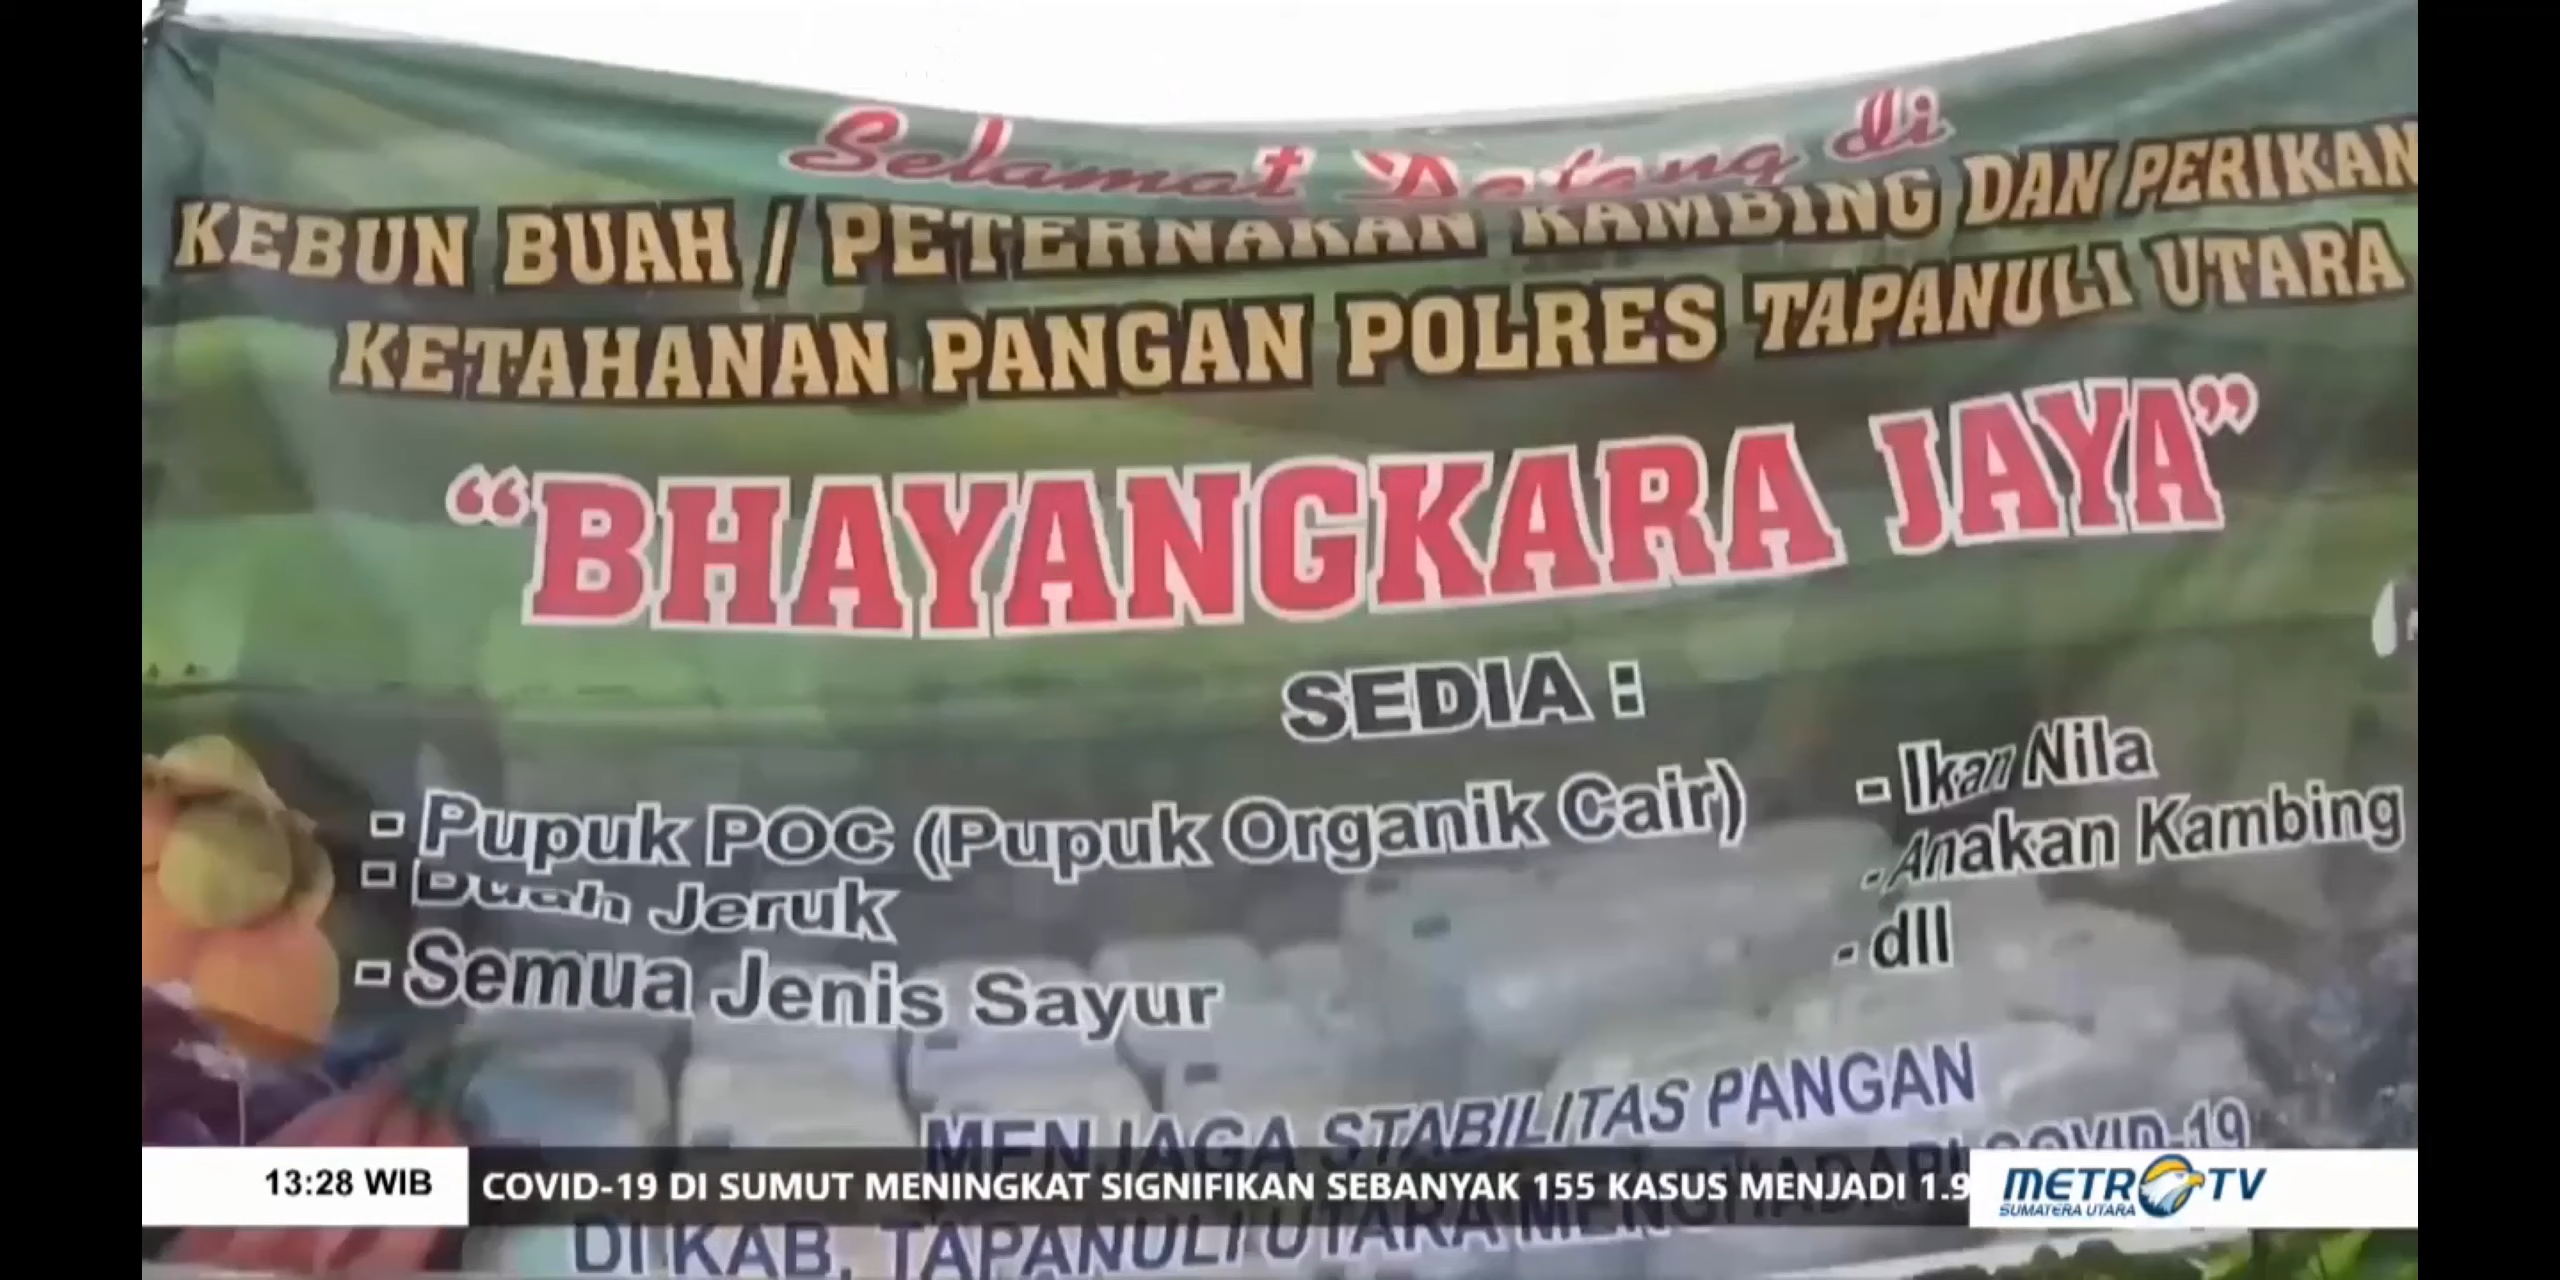 Selamat Datang di
KEBUN BUAH / PETERNAKAN KAMBING DAN PERIKAN
KETAHANAN PANGAN POLRES TAPANULI UTARA
“BHAYANGKARA JAYA”
SEDIA :
- Pupuk POC (Pupuk Organik Cair)
- Buah Jeruk
- Semua Jenis Sayur
- Ikan Nila
- Anakan Kambing
- dll
MENJAGA STABILITAS PANGAN
DI KAB. TAPANULI UTARA MENGHADAPI COVID-19
13:28 WIB
COVID-19 DI SUMUT MENINGKAT SIGNIFIKAN SEBANYAK 155 KASUS MENJADI 1.9
METRO TV
SUMATERA UTARA